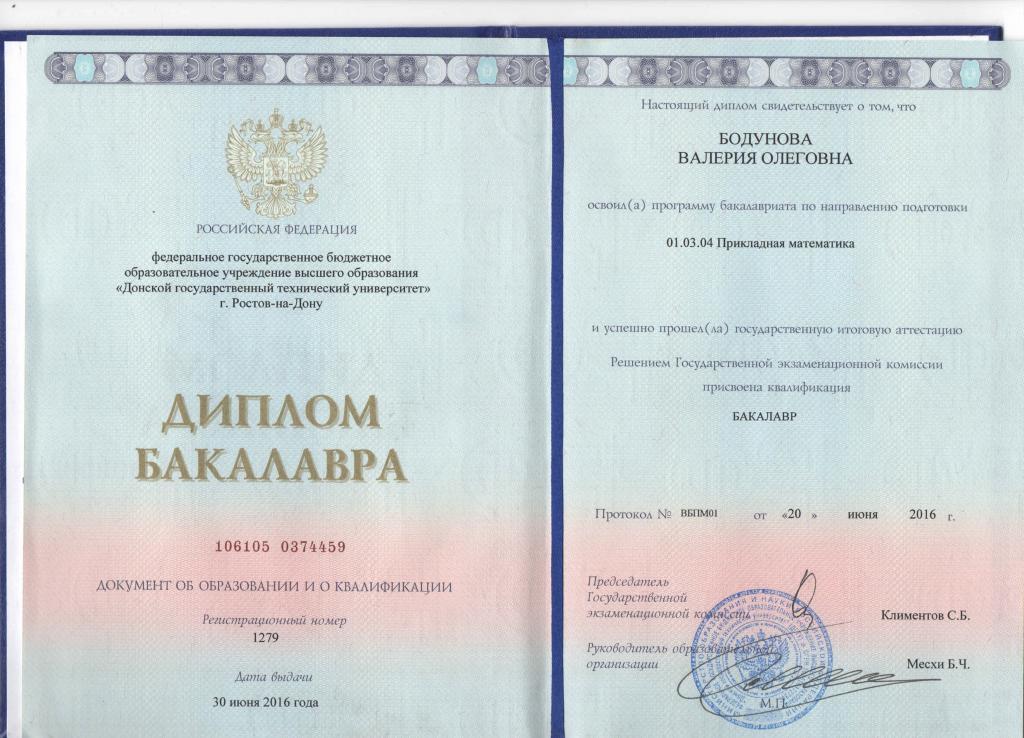 РОССИЙСКАЯ ФЕДЕРАЦИЯ
федеральное государственное бюджетное
образовательное учреждение высшего образования
«Донской государственный технический университет»
г. Ростов-на-Дону
ДИПЛОМ
БАКАЛАВРА
106105 0374459
ДОКУМЕНТ ОБ ОБРАЗОВАНИИ И О КВАЛИФИКАЦИИ
Регистрационный номер
1279
Дата выдачи
30 июня 2016 года
Настоящий диплом свидетельствует о том, что
БОДУНОВА
ВАЛЕРИЯ ОЛЕГОВНА
освоил(а) программу бакалавриата по направлению подготовки
01.03.04 Прикладная математика
и успешно прошел(ла) государственную итоговую аттестацию
Решением Государственной экзаменационной комиссии
присвоена квалификация
БАКАЛАВР
Протокол № ВБПМ01 от «20 » июня 2016 г.
Председатель
Государственной
экзаменационной комиссии
Климентов С.Б.
Руководитель образовательной
организации
Месхи Б.Ч.
М.П.